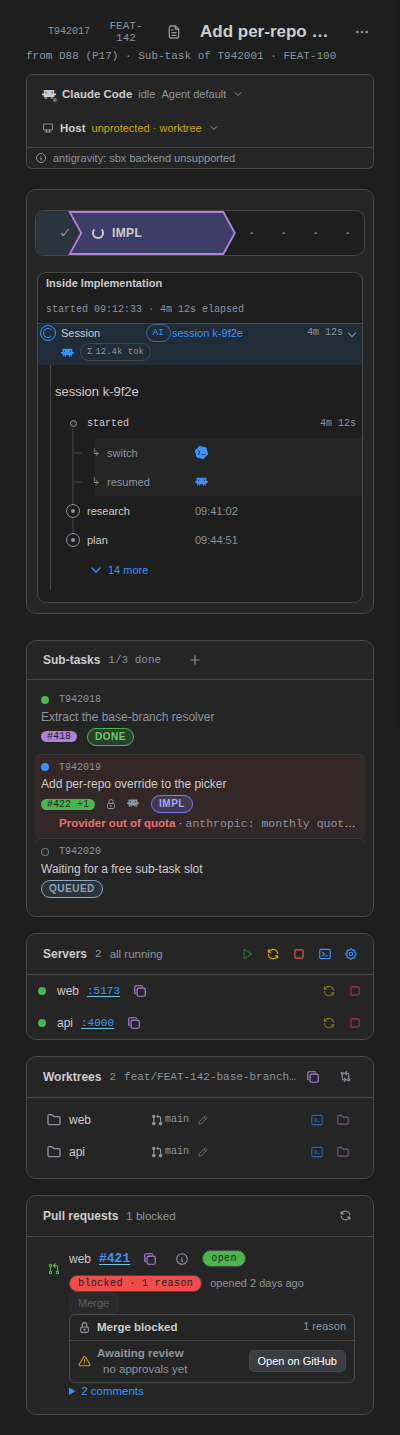 T942017 FEAT-142 Add per-repo …
from D88 (P17) · Sub-task of T942001 · FEAT-100
Claude Code idle Agent default
Host unprotected · worktree
antigravity: sbx backend unsupported
✓ IMPL · · · ·
Inside Implementation
started 09:12:33 · 4m 12s elapsed
Session AI session k-9f2e 4m 12s
Σ 12.4k tok
session k-9f2e
started 4m 12s
↳ switch
↳ resumed
research 09:41:02
plan 09:44:51
14 more
Sub-tasks 1/3 done +
T942018
Extract the base-branch resolver
#418 DONE
T942019
Add per-repo override to the picker
#422 +1 IMPL
Provider out of quota · anthropic: monthly quot…
T942020
Waiting for a free sub-task slot
QUEUED
Servers 2 all running
web :5173
api :4000
Worktrees 2 feat/FEAT-142-base-branch…
web main
api main
Pull requests 1 blocked
web #421 open
blocked · 1 reason opened 2 days ago
Merge
Merge blocked 1 reason
Awaiting review
no approvals yet
Open on GitHub
2 comments